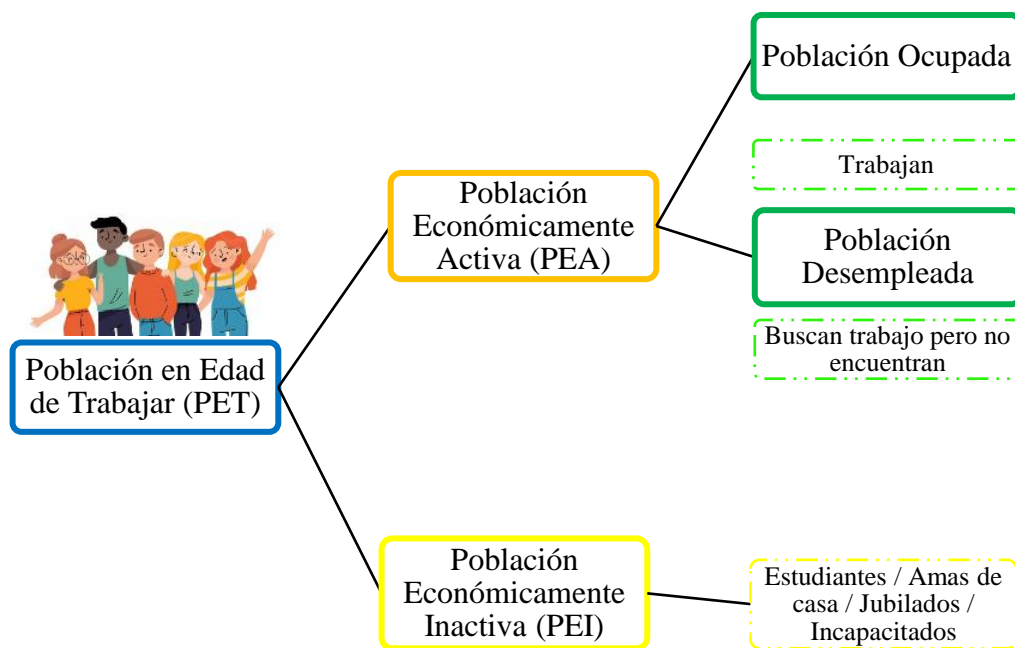 Población en Edad
de Trabajar (PET)
Población
Económicamente
Activa (PEA)
Población Ocupada
Trabajan
Población
Desempleada
Buscan trabajo pero no
encuentran
Población
Económicamente
Inactiva (PEI)
Estudiantes / Amas de
casa / Jubilados /
Incapacitados